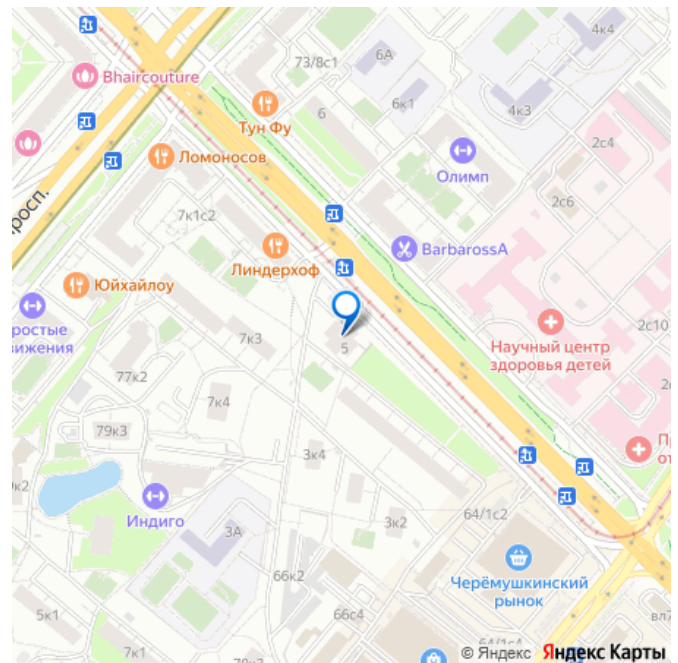 4к4
73/8с1
6А
Bhaircouture
6к1
4к3
Тун Фу
6
2с4
Ломоносов
Олимп
2с6
росп.
7к1с2
BarbarossA
Линдерхоф
Юйхайлоу
ростые
вижения
7к3
5
2с10
Научный центр
здоровья детей
77к2
7к4
79к3
3к4
Индиго
3к2
64/1с2
3А
Черёмушкинский
рынок
66к2
66с4
5к1
7к1
64/1с4
© Яндекс Яндекс Карты